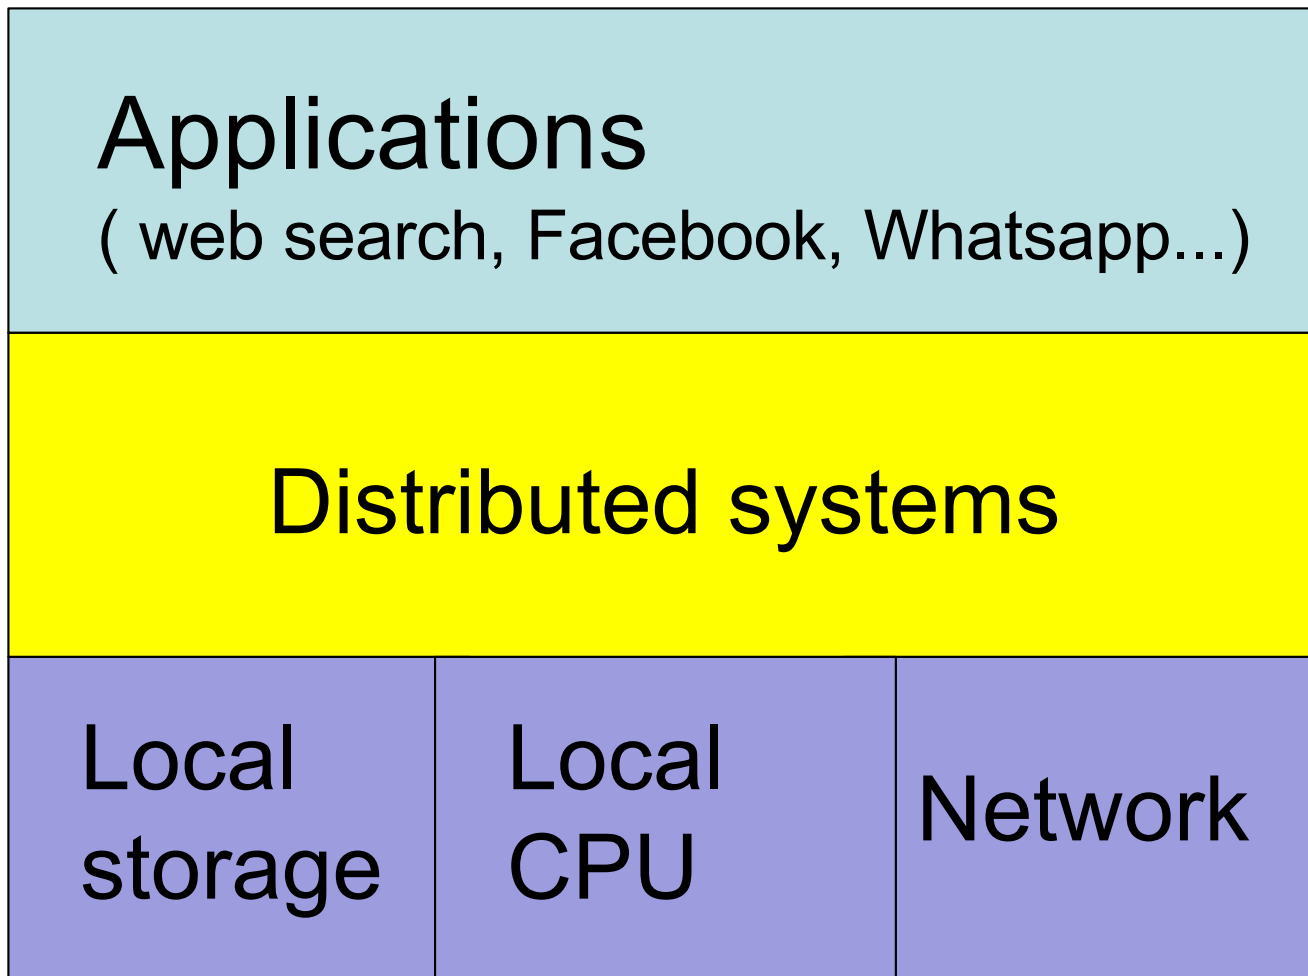 Applications
( web search, Facebook, Whatsapp...)
Distributed systems
Local
storage
Local
CPU
Network